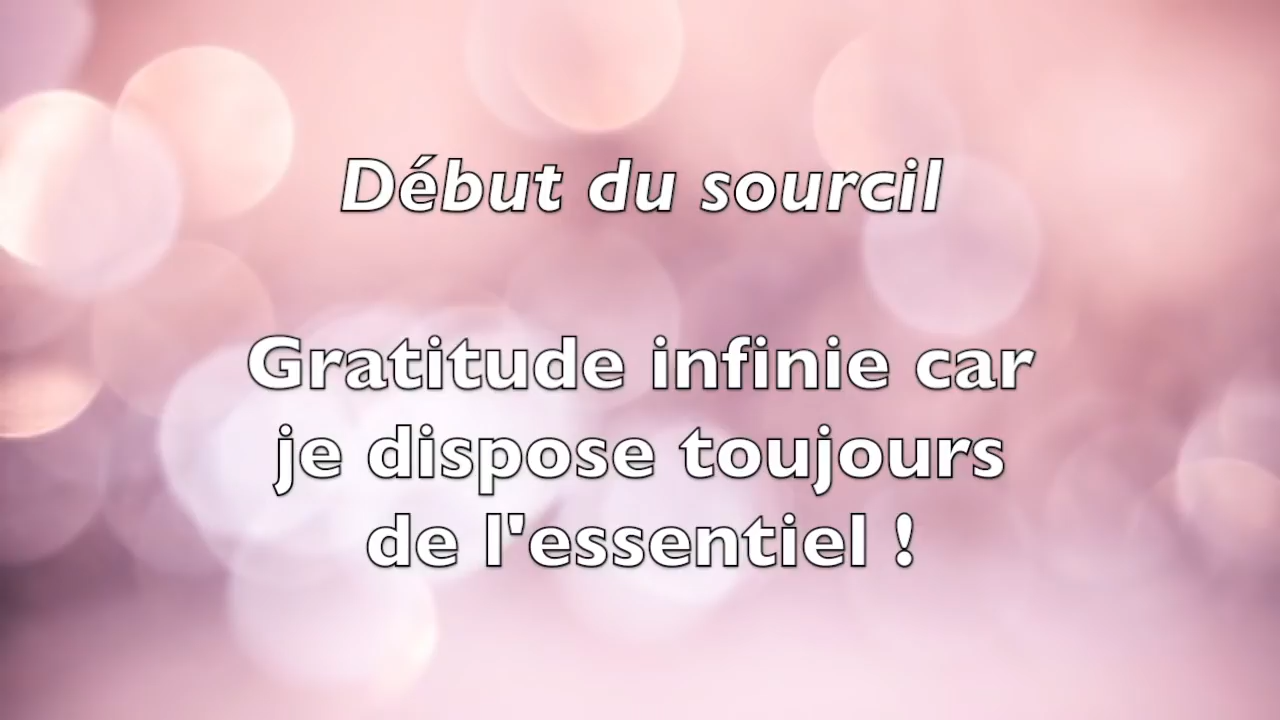 Début du sourcil
Gratitude infinie car
je dispose toujours
de l'essentiel !